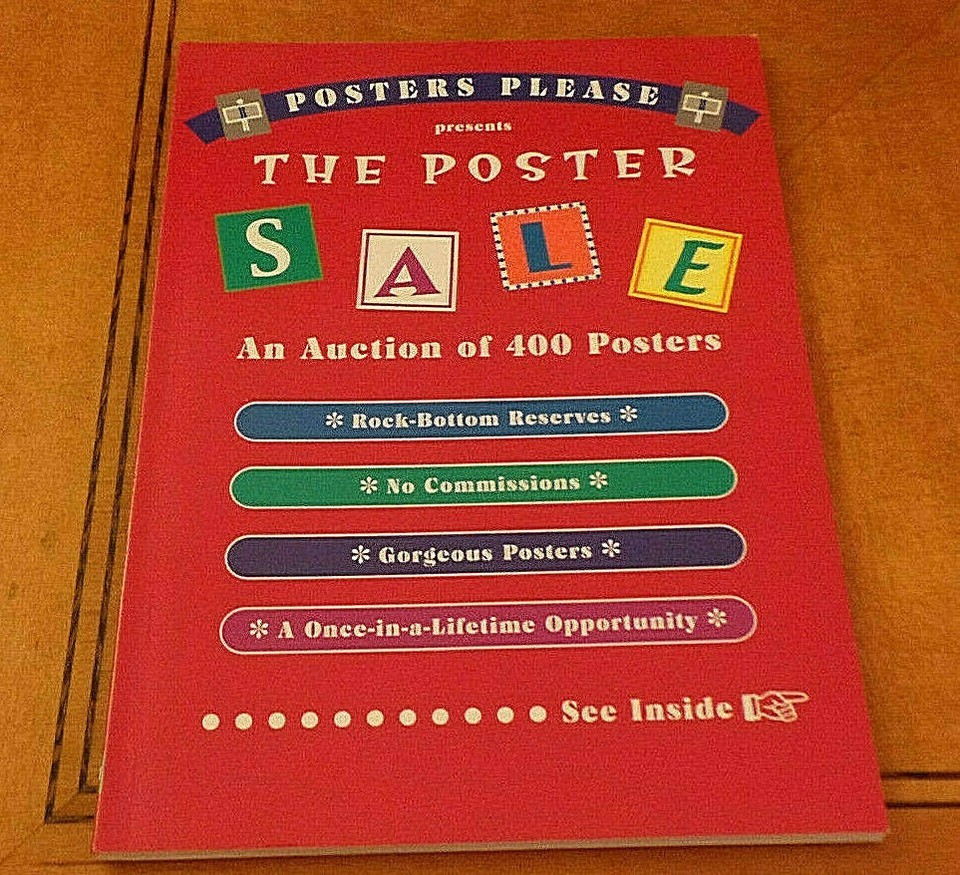 POSTERS PLEASE
presents
THE POSTER
SALE
An Auction of 400 Posters
* Rock-Bottom Reserves *
* No Commissions *
* Gorgeous Posters *
* A Once-in-a-Lifetime Opportunity *
........... See Inside